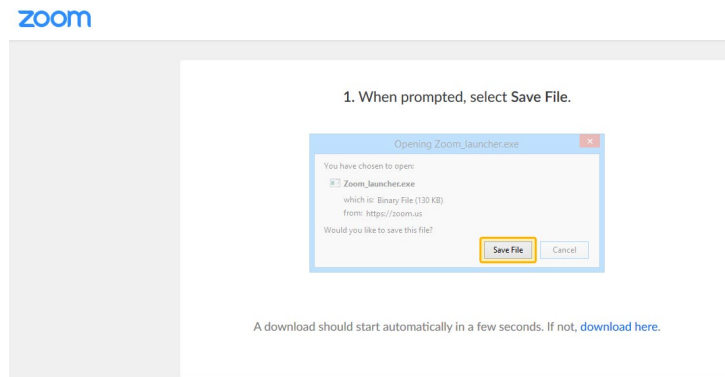 zoom
1. When prompted, select Save File.
Opening Zoom_launcher.exe
You have chosen to open:
Zoom_launcher.exe
which is: Binary File (130 KB)
from: https://zoom.us
Would you like to save this file?
Save File Cancel
A download should start automatically in a few seconds. If not, download here.